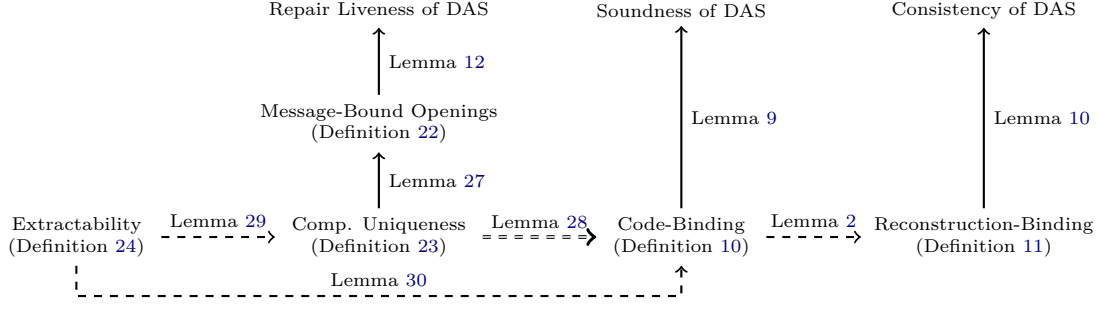 Repair Liveness of DAS
Soundness of DAS
Consistency of DAS
Lemma 12
Message-Bound Openings
(Definition 22)
Lemma 9
Lemma 10
Lemma 27
Extractability
(Definition 24)
Lemma 29
Comp. Uniqueness
(Definition 23)
Lemma 28
Code-Binding
(Definition 10)
Lemma 2
Reconstruction-Binding
(Definition 11)
Lemma 30